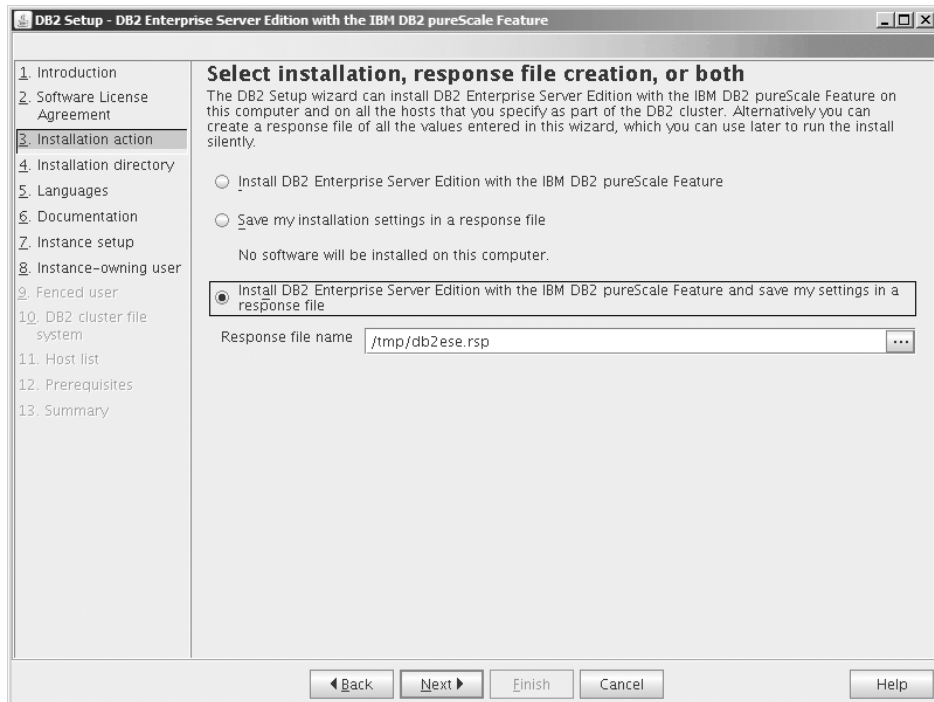 DB2 Setup - DB2 Enterprise Server Edition with the IBM DB2 pureScale Feature
1. Introduction
2. Software License
Agreement
3. Installation action
4. Installation directory
5. Languages
6. Documentation
7. Instance setup
8. Instance-owning user
9. Fenced user
10. DB2 cluster file
system
11. Host list
12. Prerequisites
13. Summary
Select installation, response file creation, or both
The DB2 Setup wizard can install DB2 Enterprise Server Edition with the IBM DB2 pureScale Feature on
this computer and on all the hosts that you specify as part of the DB2 cluster. Alternatively you can
create a response file of all the values entered in this wizard, which you can use later to run the install
silently.
Install DB2 Enterprise Server Edition with the IBM DB2 pureScale Feature
Save my installation settings in a response file
No software will be installed on this computer.
Install DB2 Enterprise Server Edition with the IBM DB2 pureScale Feature and save my settings in a
response file
Response file name /tmp/db2ese.rsp ...
Back Next Finish Cancel Help